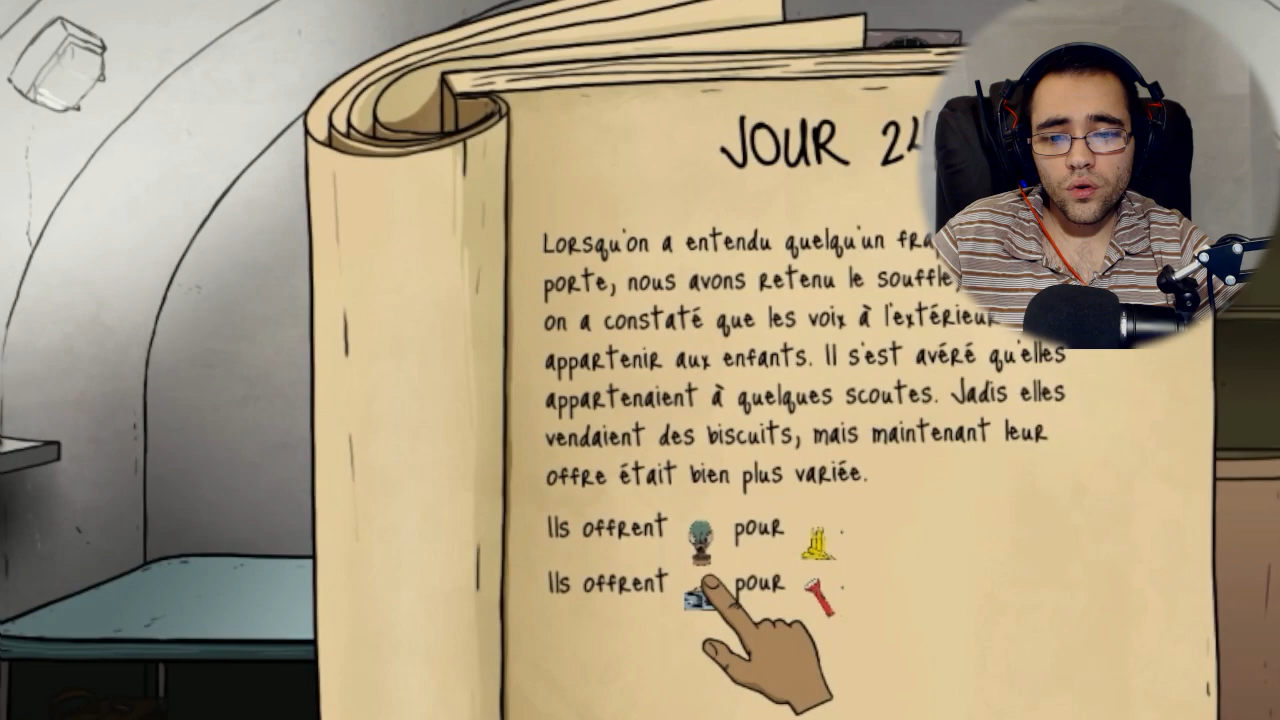 JOUR 24
Lorsqu'on a entendu quelqu'un
porte, nous avons retenu le souffle,
on a constaté que les voix à l'extérieur
appartenir aux enfants. Il s'est avéré qu'elles
appartenaient à quelques scoutes. Jadis elles
vendaient des biscuits, mais maintenant leur
offre était bien plus variée.
Ils offrent pour .
Ils offrent pour .